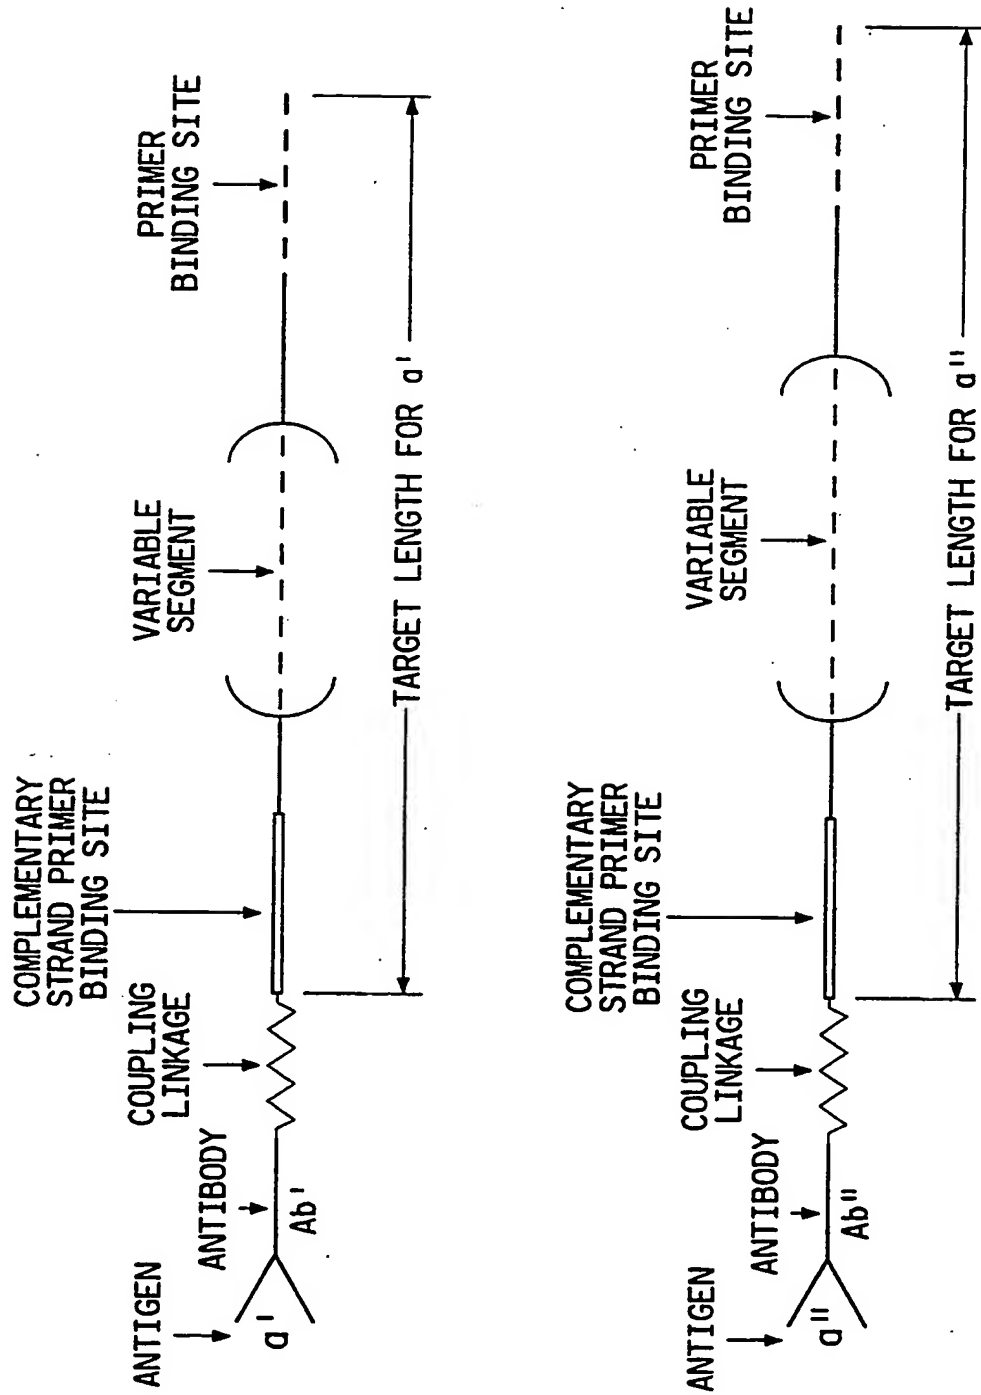 ANTIGEN
a'
ANTIBODY
Ab'
COUPLING
LINKAGE
COMPLEMENTARY
STRAND PRIMER
BINDING SITE
VARIABLE
SEGMENT
PRIMER
BINDING SITE
TARGET LENGTH FOR a'
ANTIGEN
a"
ANTIBODY
Ab"
COUPLING
LINKAGE
COMPLEMENTARY
STRAND PRIMER
BINDING SITE
VARIABLE
SEGMENT
PRIMER
BINDING SITE
TARGET LENGTH FOR a"